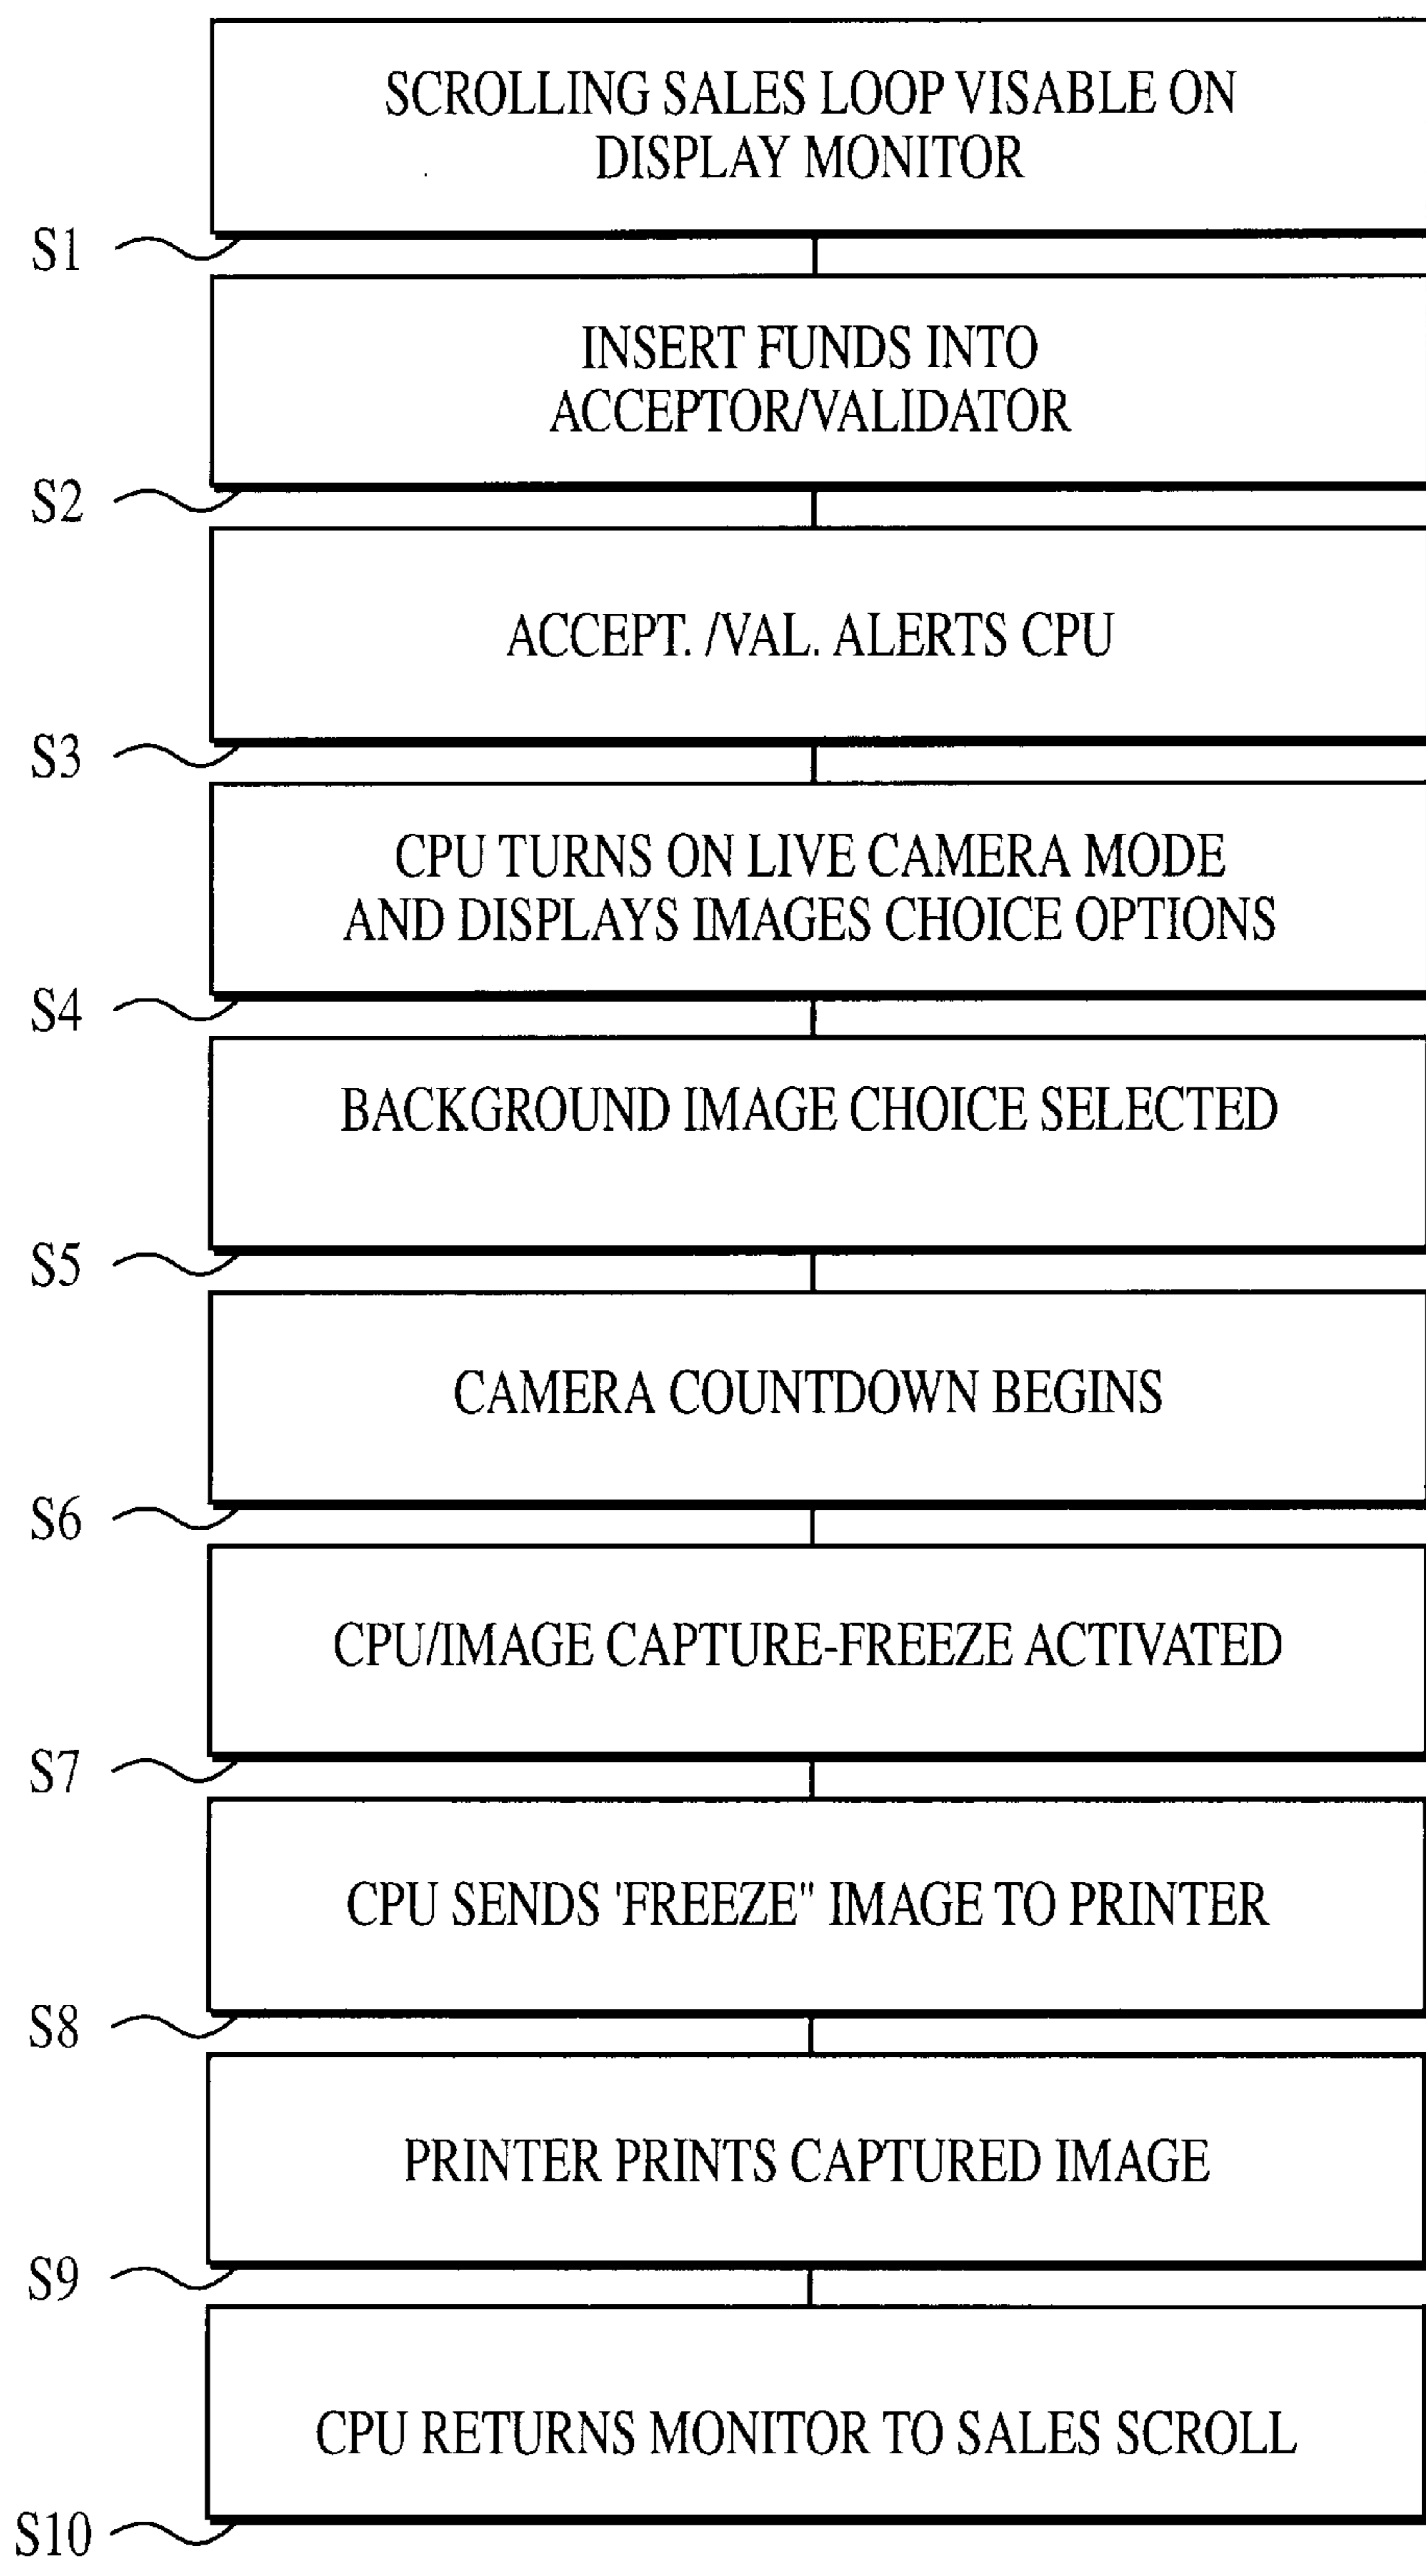 SCROLLING SALES LOOP VISABLE ON
DISPLAY MONITOR
S1
INSERT FUNDS INTO
ACCEPTOR/VALIDATOR
S2
ACCEPT. /VAL. ALERTS CPU
S3
CPU TURNS ON LIVE CAMERA MODE
AND DISPLAYS IMAGES CHOICE OPTIONS
S4
BACKGROUND IMAGE CHOICE SELECTED
S5
CAMERA COUNTDOWN BEGINS
S6
CPU/IMAGE CAPTURE-FREEZE ACTIVATED
S7
CPU SENDS 'FREEZE" IMAGE TO PRINTER
S8
PRINTER PRINTS CAPTURED IMAGE
S9
CPU RETURNS MONITOR TO SALES SCROLL
S10